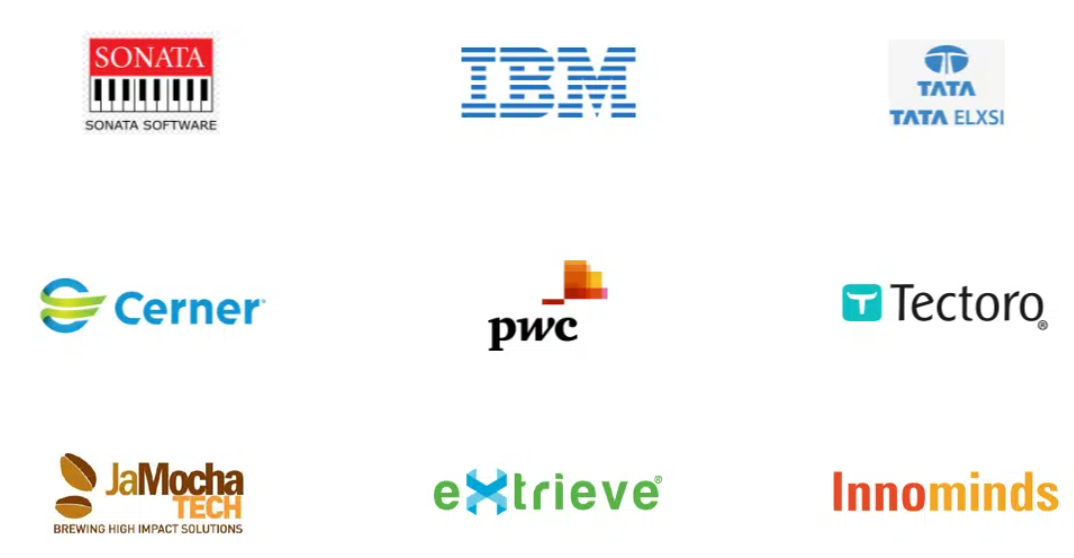 SONATA
SONATA SOFTWARE
IBM
TATA
TATA ELXSI
Cerner
pwc
Tectoro®
JaMocha
TECH
BREWING HIGH IMPACT SOLUTIONS
eXtrieve®
Innominds